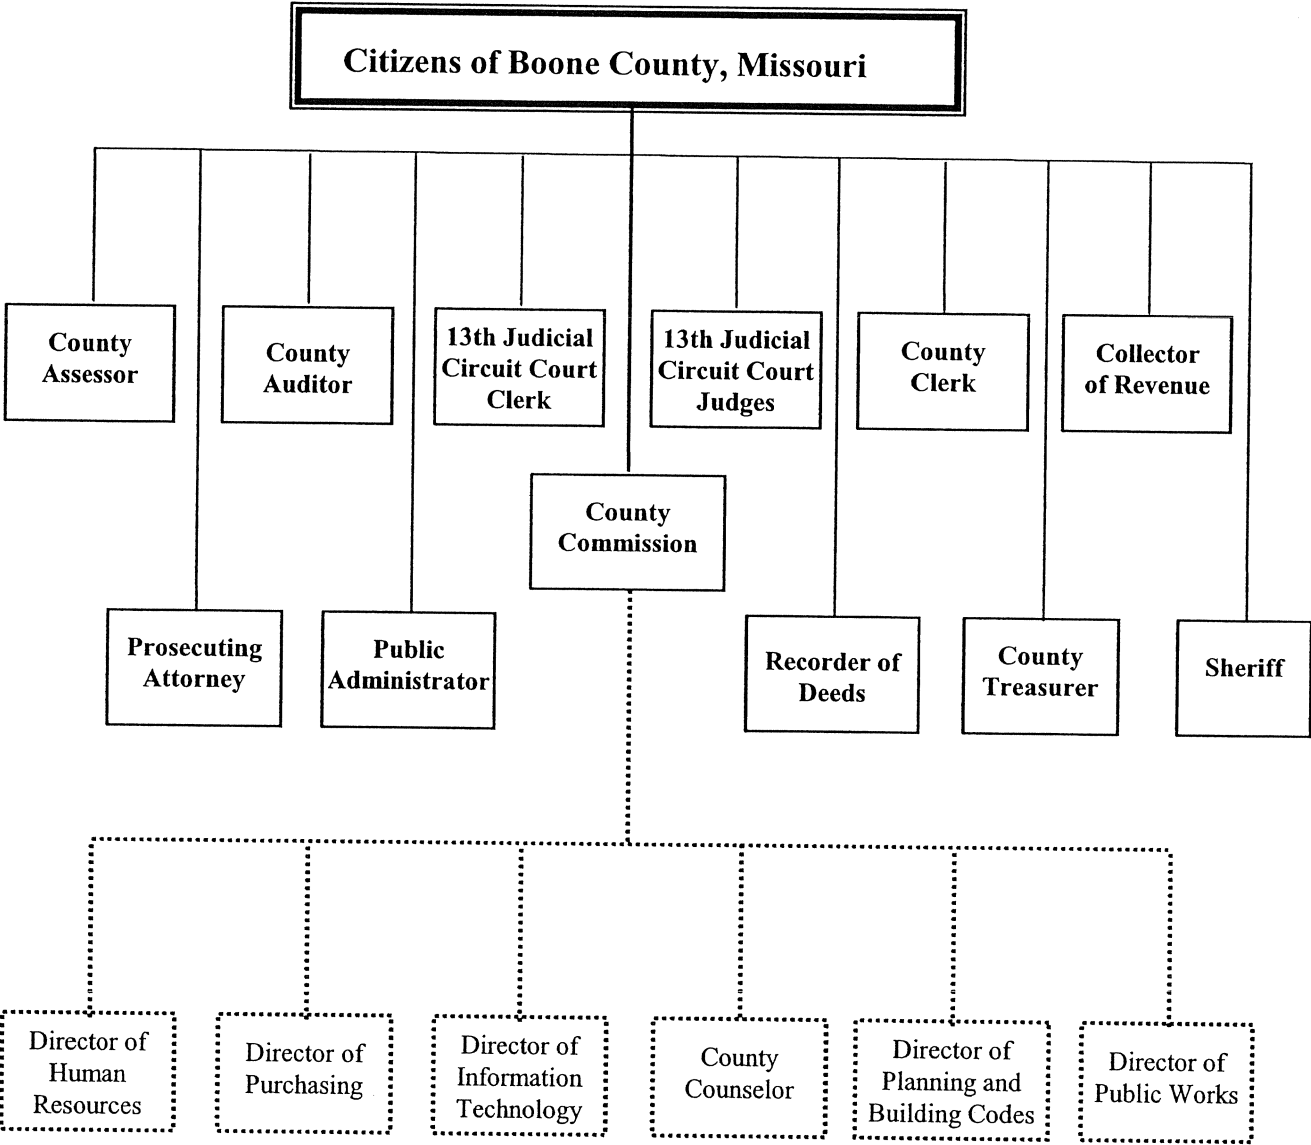 Citizens of Boone County, Missouri
County
Assessor
County
Auditor
13th Judicial
Circuit Court
Clerk
13th Judicial
Circuit Court
Judges
County
Clerk
Collector
of Revenue
County
Commission
Prosecuting
Attorney
Public
Administrator
Recorder of
Deeds
County
Treasurer
Sheriff
Director of
Human
Resources
Director of
Purchasing
Director of
Information
Technology
County
Counselor
Director of
Planning and
Building Codes
Director of
Public Works